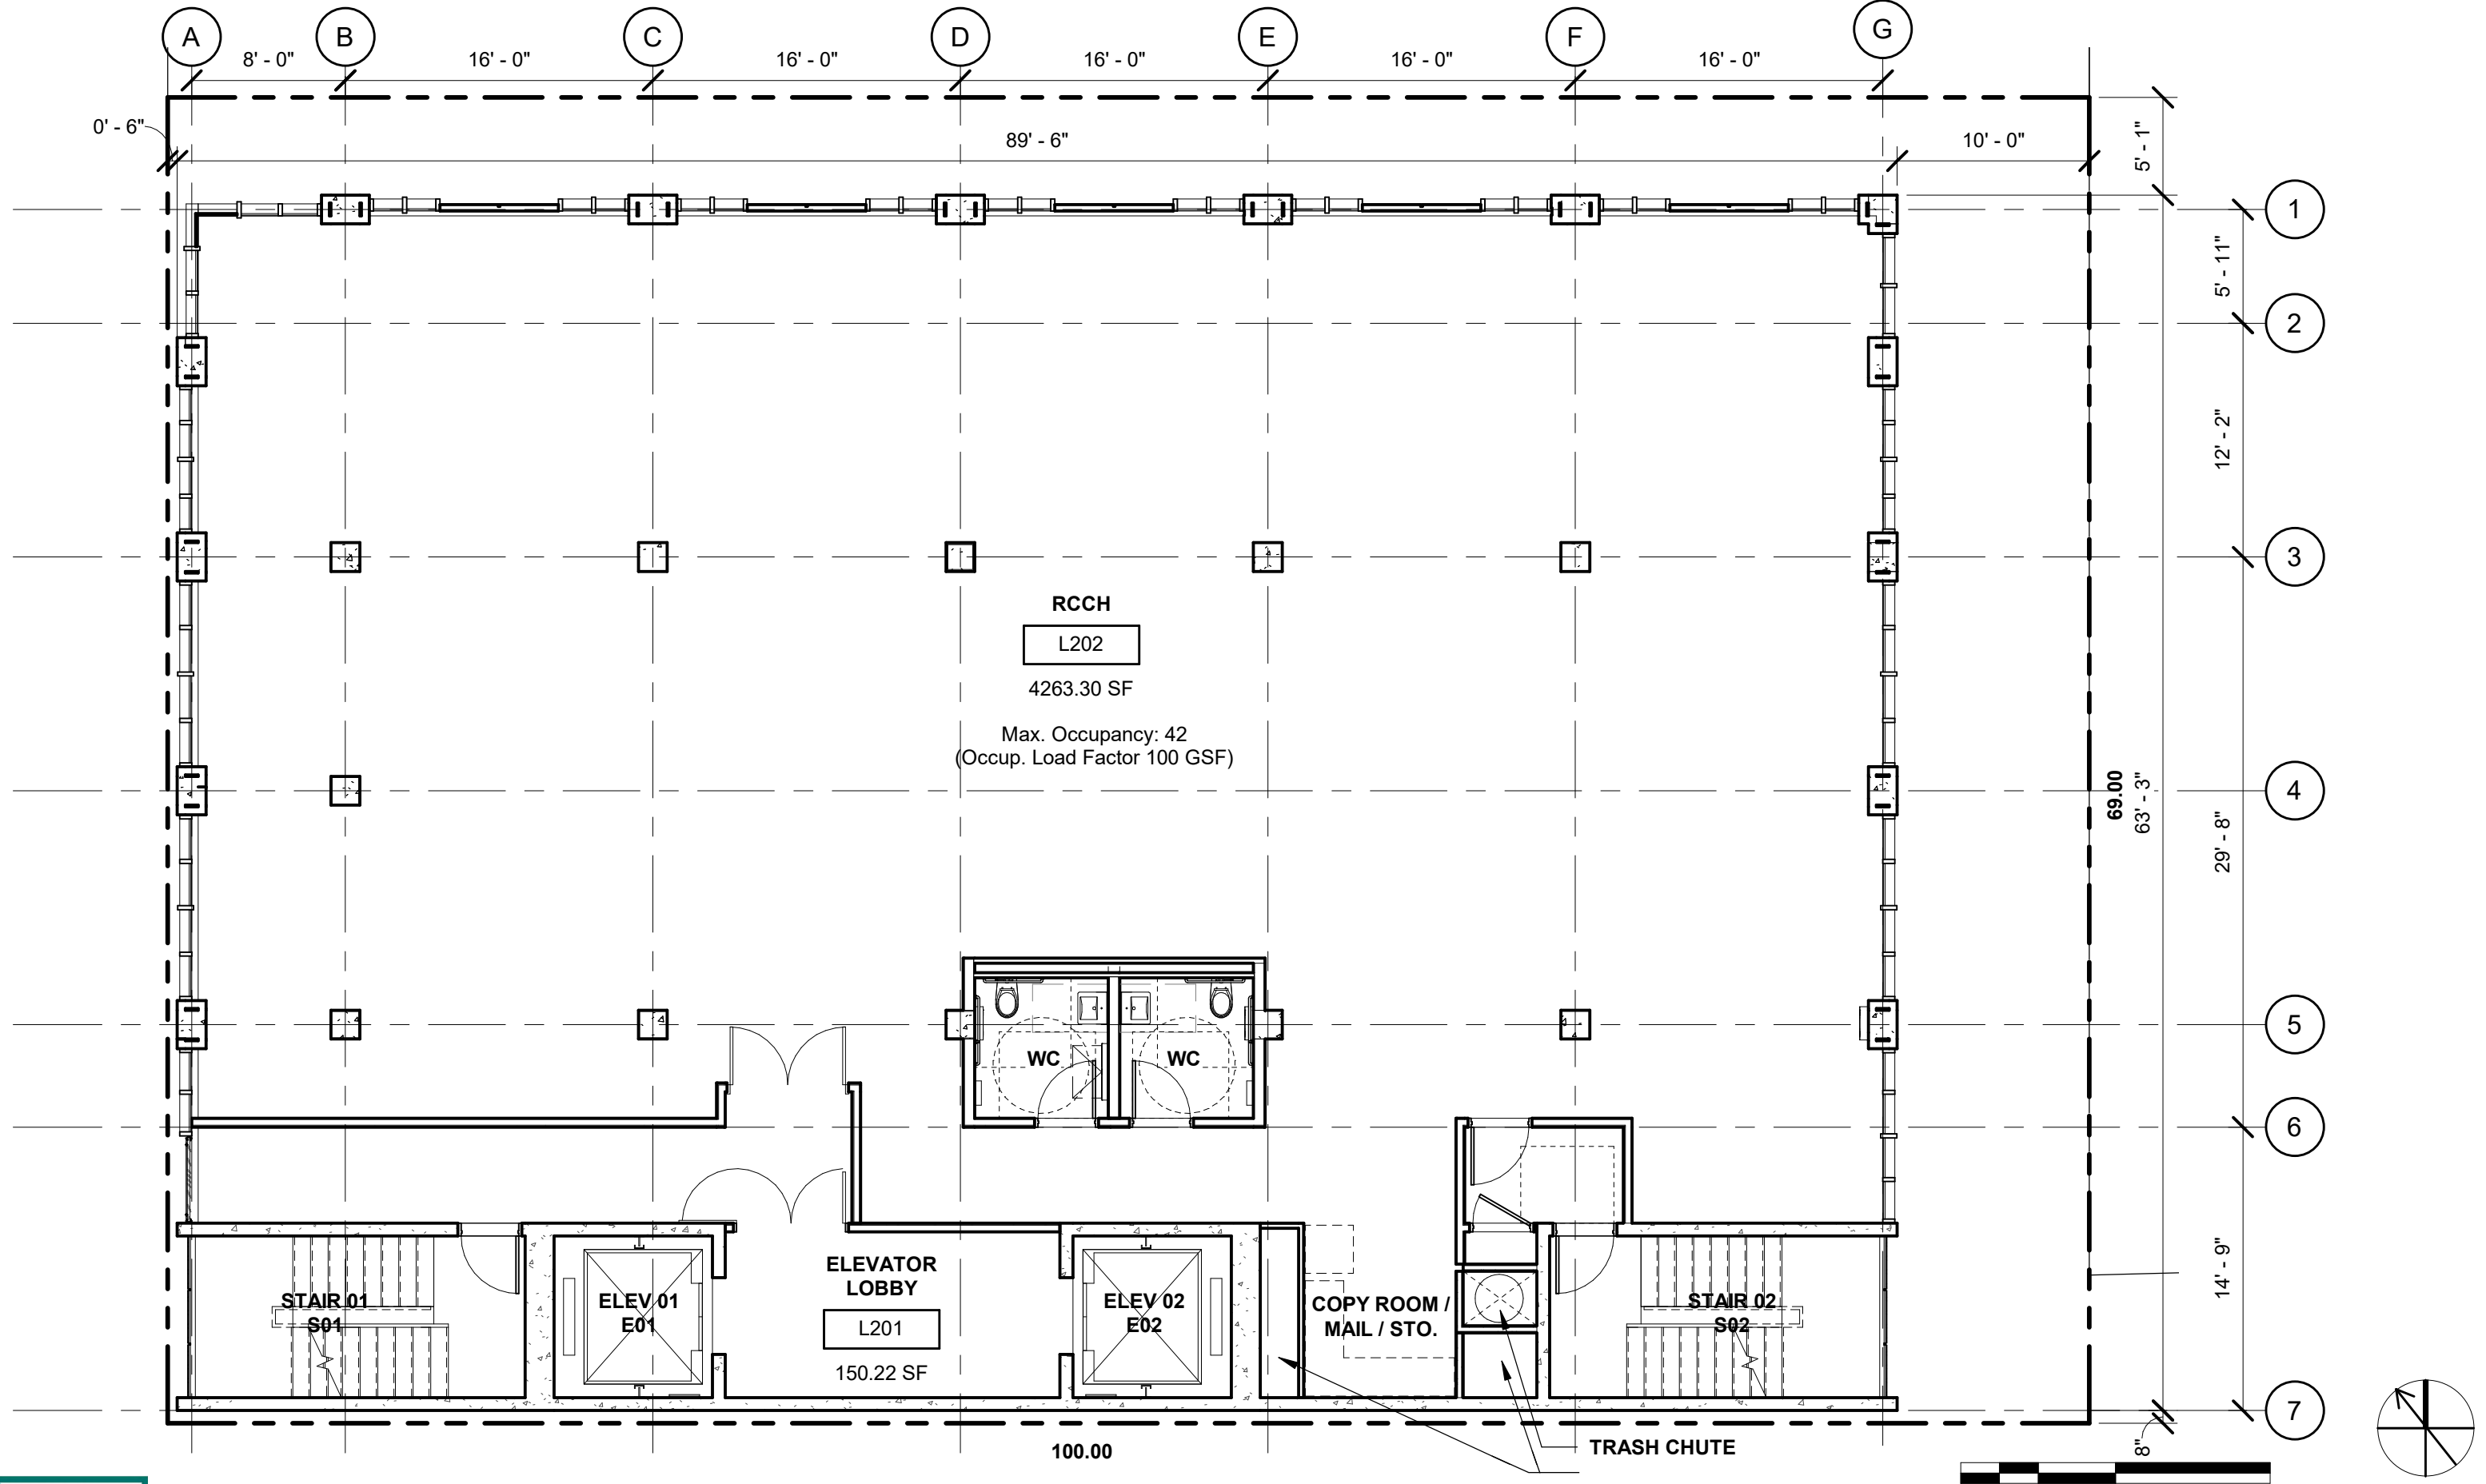 A
B
C
D
E
F
G
8' - 0"
16' - 0"
16' - 0"
16' - 0"
16' - 0"
16' - 0"
0' - 6"
89' - 6"
10' - 0"
5' - 1"
1
5' - 11"
2
12' - 2"
3
RCCH
L202
4263.30 SF
Max. Occupancy: 42
(Occup. Load Factor 100 GSF)
69.00
63' - 3"
4
29' - 8"
5
WC
WC
6
14' - 9"
ELEVATOR
LOBBY
L201
150.22 SF
STAIR 01
S01
ELEV 01
E01
ELEV 02
E02
COPY ROOM /
MAIL / STO.
STAIR 02
S02
7
100.00
TRASH CHUTE
8"